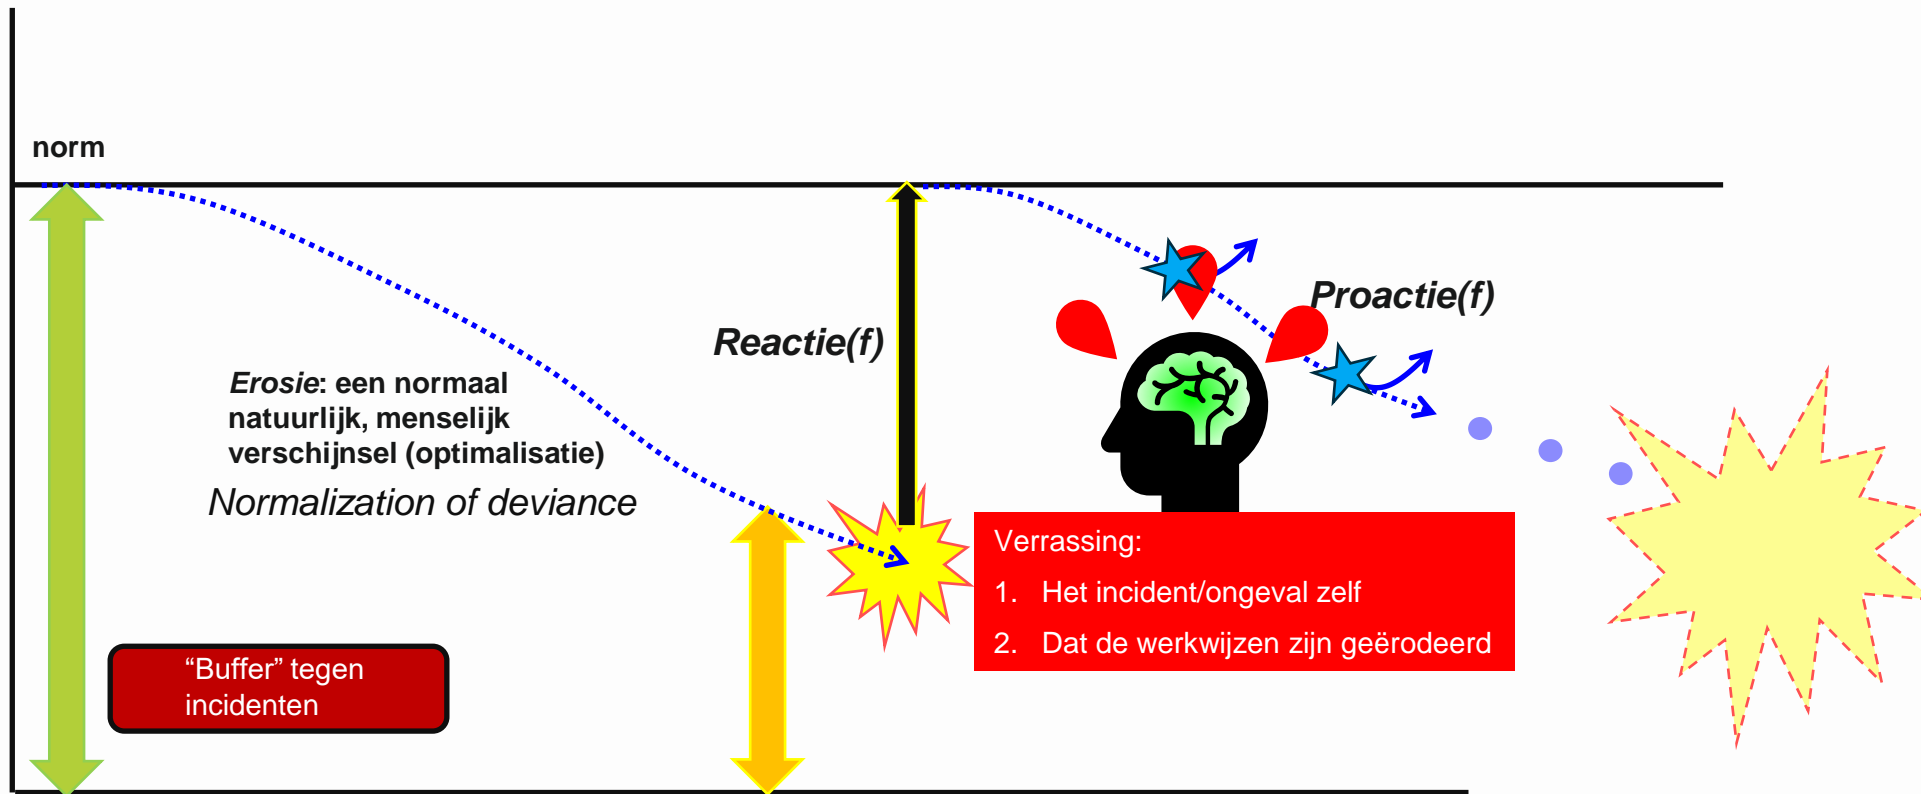 norm
Reactie(f)
Proactie(f)
Erosie: een normaal
natuurlijk, menselijk
verschijnsel (optimalisatie)
Normalization of deviance
Verrassing:
1. Het incident/ongeval zelf
2. Dat de werkwijzen zijn geërodeerd
“Buffer” tegen
incidenten